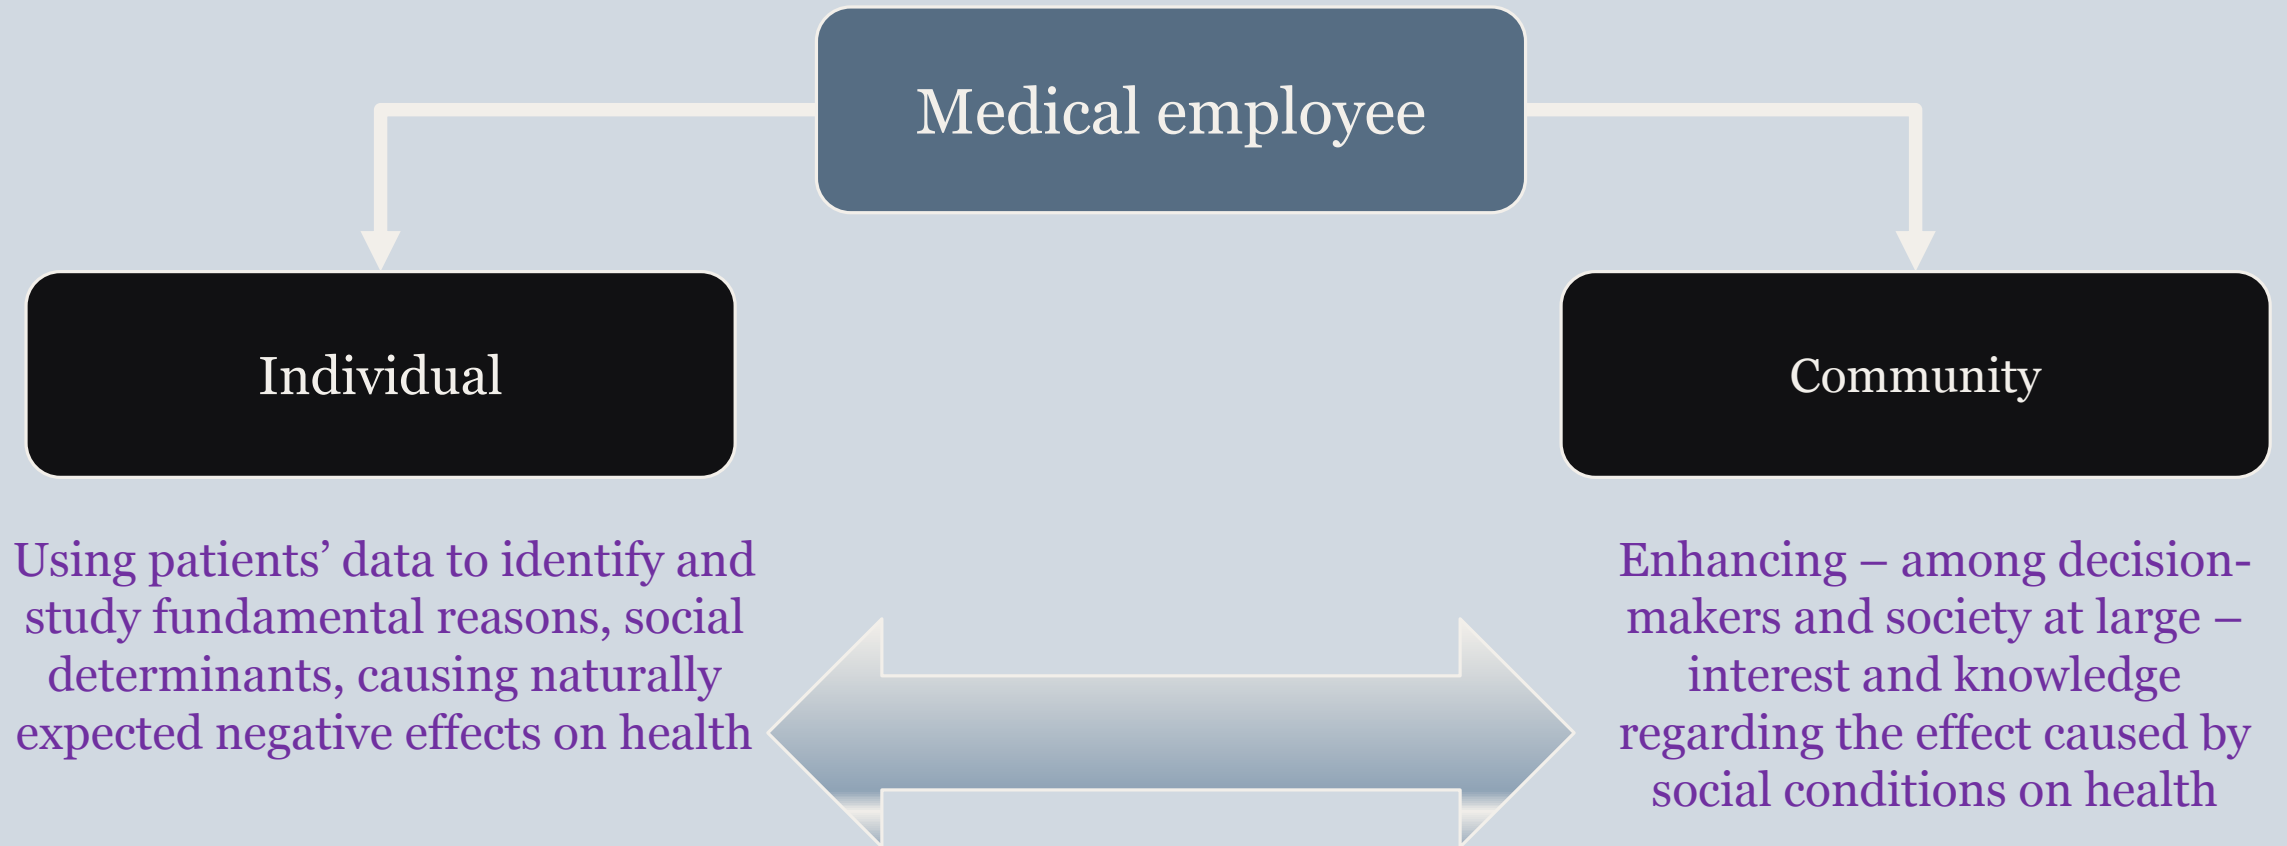 Medical employee
Individual
Community
Using patients’ data to identify and
study fundamental reasons, social
determinants, causing naturally
expected negative effects on health
Enhancing – among decision-
makers and society at large –
interest and knowledge
regarding the effect caused by
social conditions on health